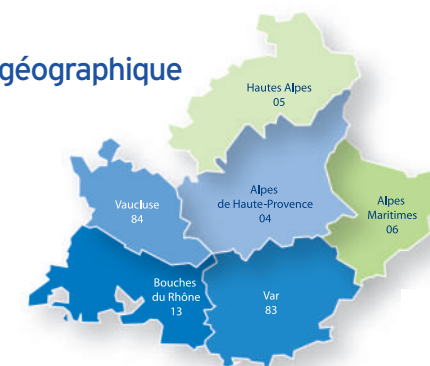 géographique
Hautes Alpes
05
Alpes
de Haute-Provence
04
Vaucluse
84
Alpes
Maritimes
06
Bouches
du Rhône
13
Var
83